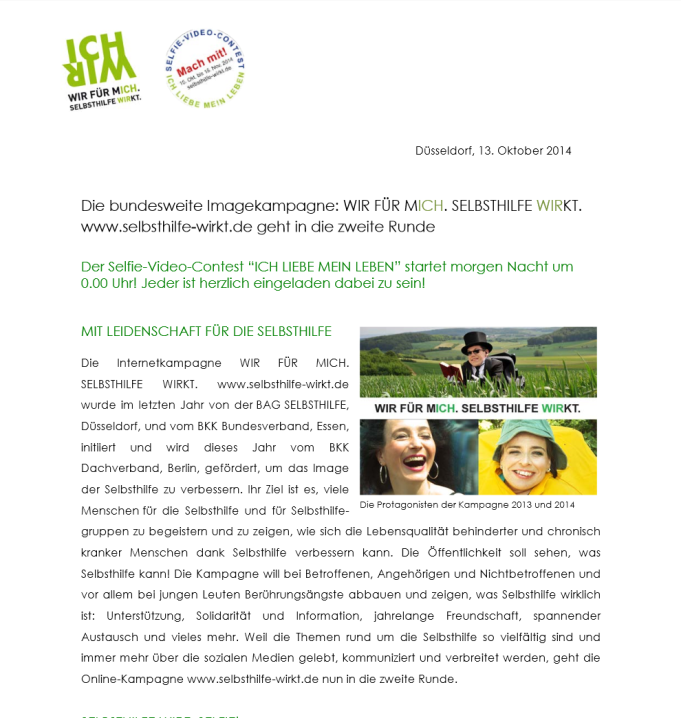 ICH
WIR
WIR FÜR MICH.
SELBSTHILFE WIRKT.
SELFIE-VIDEO-CONTEST
Mach mit!
selbsthilfe-wirkt.de
ICH LIEBE MEIN LEBEN
Düsseldorf, 13. Oktober 2014
Die bundesweite Imagekampagne: WIR FÜR MICH. SELBSTHILFE WIRKT.
www.selbsthilfe-wirkt.de geht in die zweite Runde
Der Selfie-Video-Contest “ICH LIEBE MEIN LEBEN” startet morgen Nacht um
0.00 Uhr! Jeder ist herzlich eingeladen dabei zu sein!
MIT LEIDENSCHAFT FÜR DIE SELBSTHILFE
Die Internetkampagne WIR FÜR MICH.
SELBSTHILFE WIRKT. www.selbsthilfe-wirkt.de
wurde im letzten Jahr von der BAG SELBSTHILFE,
Düsseldorf, und vom BKK Bundesverband, Essen,
initiiert und wird dieses Jahr vom BKK
Dachverband, Berlin, gefördert, um das Image
der Selbsthilfe zu verbessern. Ihr Ziel ist es, viele
Menschen für die Selbsthilfe und für Selbsthilfe-
WIR FÜR MICH. SELBSTHILFE WIRKT.
Die Protagonisten der Kampagne 2013 und 2014
gruppen zu begeistern und zu zeigen, wie sich die Lebensqualität behinderter und chronisch
kranker Menschen dank Selbsthilfe verbessern kann. Die Öffentlichkeit soll sehen, was
Selbsthilfe kann! Die Kampagne will bei Betroffenen, Angehörigen und Nichtbetroffenen und
vor allem bei jungen Leuten Berührungsängste abbauen und zeigen, was Selbsthilfe wirklich
ist: Unterstützung, Solidarität und Information, jahrelange Freundschaft, spannender
Austausch und vieles mehr. Weil die Themen rund um die Selbsthilfe so vielfältig sind und
immer mehr über die sozialen Medien gelebt, kommuniziert und verbreitet werden, geht die
Online-Kampagne www.selbsthilfe-wirkt.de nun in die zweite Runde.